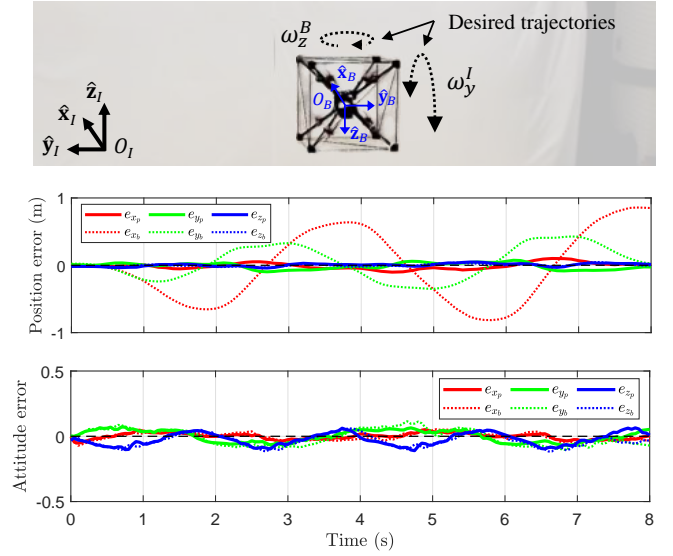 Desired trajectories
ω_z^B
ω_y^I
x̂_B
O_B
ŷ_B
ẑ_B
ẑ_I
x̂_I
ŷ_I
O_I
Position error (m)
1
0
-1
e_{x_p} e_{y_p} e_{z_p}
e_{x_b} e_{y_b} e_{z_b}
Attitude error
0.5
0
-0.5
e_{x_p} e_{y_p} e_{z_p}
e_{x_b} e_{y_b} e_{z_b}
0 1 2 3 4 5 6 7 8
Time (s)